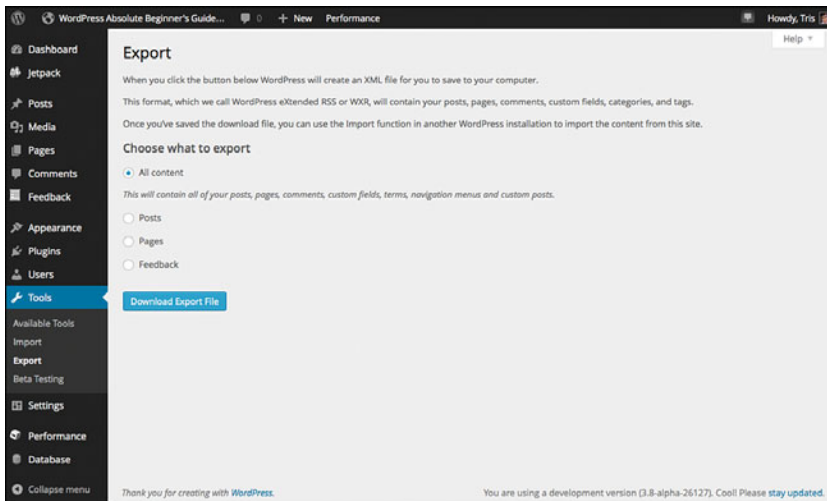 WordPress Absolute Beginner's Guide... 0 + New Performance Howdy, Tris
Help
Dashboard
Jetpack
Posts
Media
Pages
Comments
Feedback
Appearance
Plugins
Users
Tools
Available Tools
Import
Export
Beta Testing
Settings
Performance
Database
Collapse menu
Export
When you click the button below WordPress will create an XML file for you to save to your computer.
This format, which we call WordPress eXtended RSS or WXR, will contain your posts, pages, comments, custom fields, categories, and tags.
Once you've saved the download file, you can use the Import function in another WordPress installation to import the content from this site.
Choose what to export
All content
This will contain all of your posts, pages, comments, custom fields, terms, navigation menus and custom posts.
Posts
Pages
Feedback
Download Export File
Thank you for creating with WordPress. You are using a development version (3.8-alpha-26127). Cool! Please stay updated.